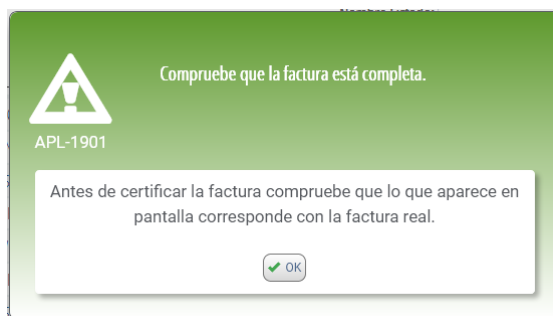 Compruebe que la factura está completa.
APL-1901
Antes de certificar la factura compruebe que lo que aparece en
pantalla corresponde con la factura real.
OK